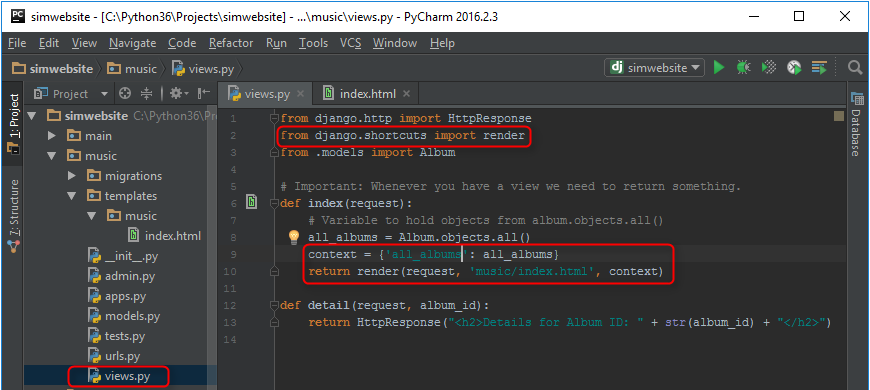 PC simwebsite - [C:\Python36\Projects\simwebsite] - ...\music\views.py - PyCharm 2016.2.3
File Edit View Navigate Code Refactor Run Tools VCS Window Help
simwebsite music views.py dj simwebsite
1: Project
7: Structure
Project
simwebsite C:\Python36\P
main
music
migrations
templates
music
index.html
__init__.py
admin.py
apps.py
models.py
tests.py
urls.py
views.py
views.py × index.html ×
1 from django.http import HttpResponse
2 from django.shortcuts import render
3 from .models import Album
4
5 # Important: Whenever you have a view we need to return something.
6 def index(request):
7 # Variable to hold objects from album.objects.all()
8 all_albums = Album.objects.all()
9 context = {'all_albums': all_albums}
10 return render(request, 'music/index.html', context)
11
12 def detail(request, album_id):
13 return HttpResponse("<h2>Details for Album ID: " + str(album_id) + "</h2>")
14
Database